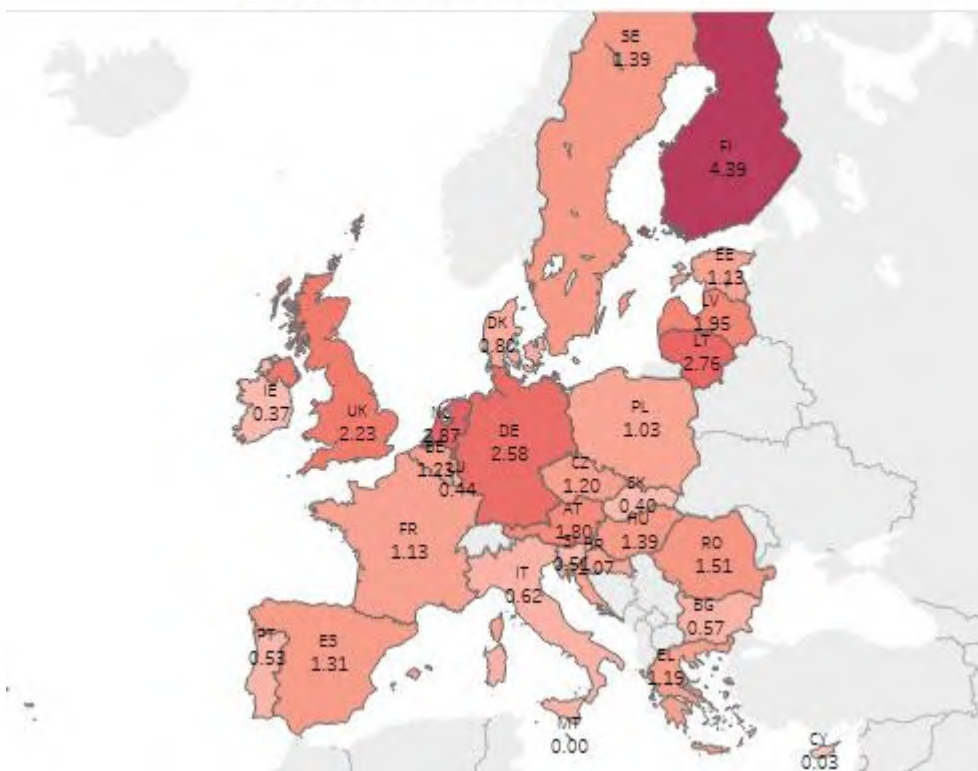 SE
1.39
FI
4.39
EE
1.13
LV
1.95
LT
2.76
DK
0.80
IE
0.37
UK
2.23
NL
2.87
BE
1.23
LU
0.44
DE
2.58
PL
1.03
CZ
1.20
SK
0.40
AT
1.80
HU
1.39
SI
0.51
HR
1.07
RO
1.51
FR
1.13
IT
0.62
BG
0.57
PT
0.53
ES
1.31
EL
1.19
MT
0.00
CY
0.03